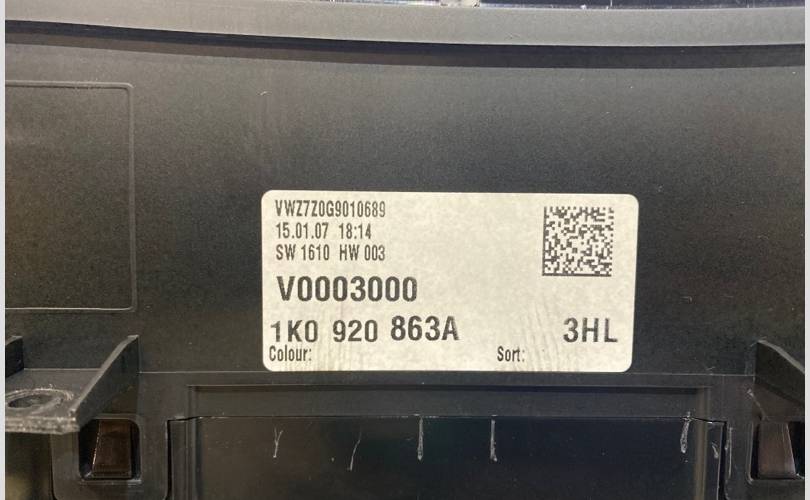 VWZ7Z0G9010689
15.01.07 18:14
SW 1610 HW 003
V0003000
1K0 920 863A 3HL
Colour: Sort: